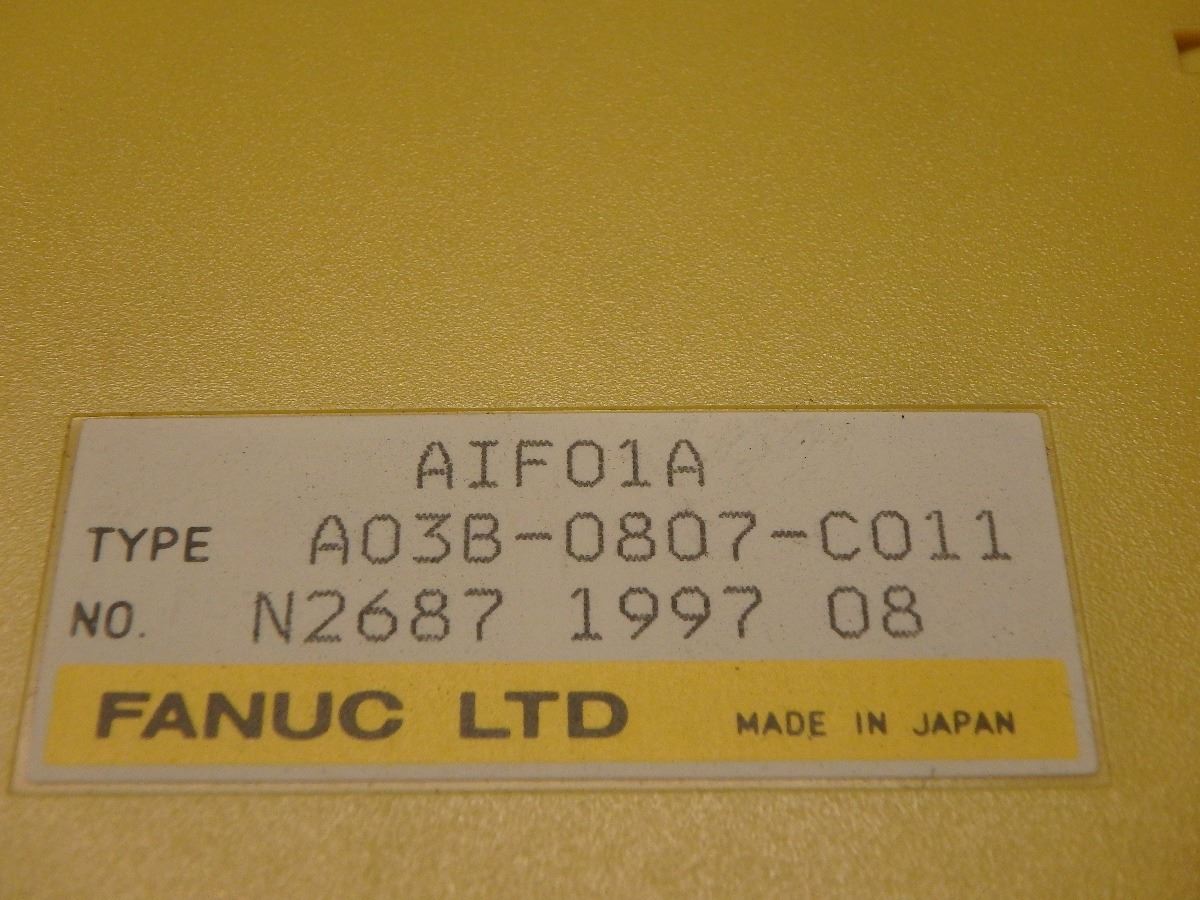 AIF01A
TYPE A03B-0807-C011
NO. N2687 1997 08
FANUC LTD MADE IN JAPAN